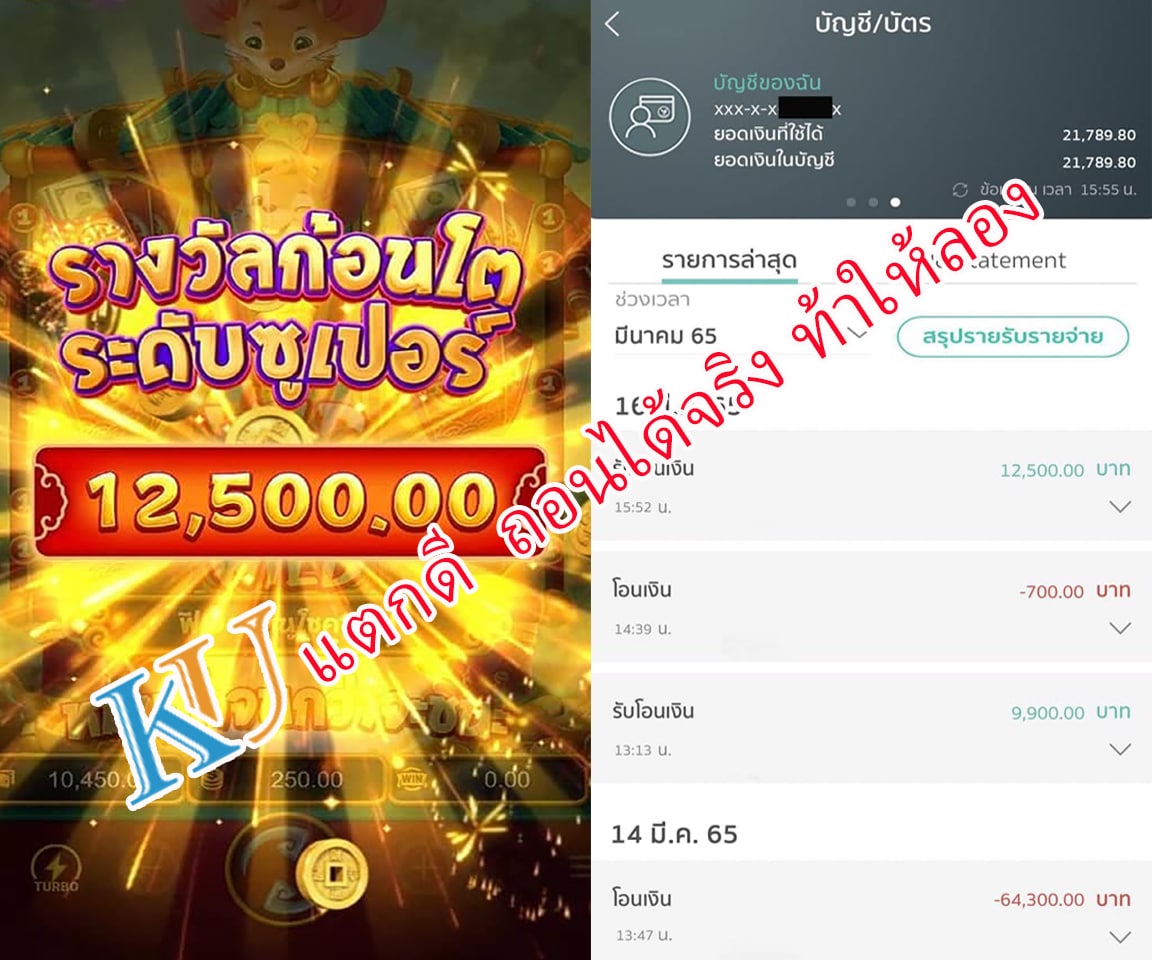 รางวัลก้อนโต
ระดับซูเปอร์
12,500.00
KU แตกดี ถอนได้จริง ท้าให้ลอง
250.00
WIN
0.00
TURBO
บัญชี/บัตร
บัญชีของฉัน
xxx-x-x x
ยอดเงินที่ใช้ได้ 21,789.80
ยอดเงินในบัญชี 21,789.80
เวลา 15:55 น.
รายการล่าสุด
ช่วงเวลา
มีนาคม 65
สรุปรายรับรายจ่าย
12,500.00 บาท
15:52 น.
โอนเงิน -700.00 บาท
14:39 น.
รับโอนเงิน 9,900.00 บาท
13:13 น.
14 มี.ค. 65
โอนเงิน -64,300.00 บาท
13:47 น.